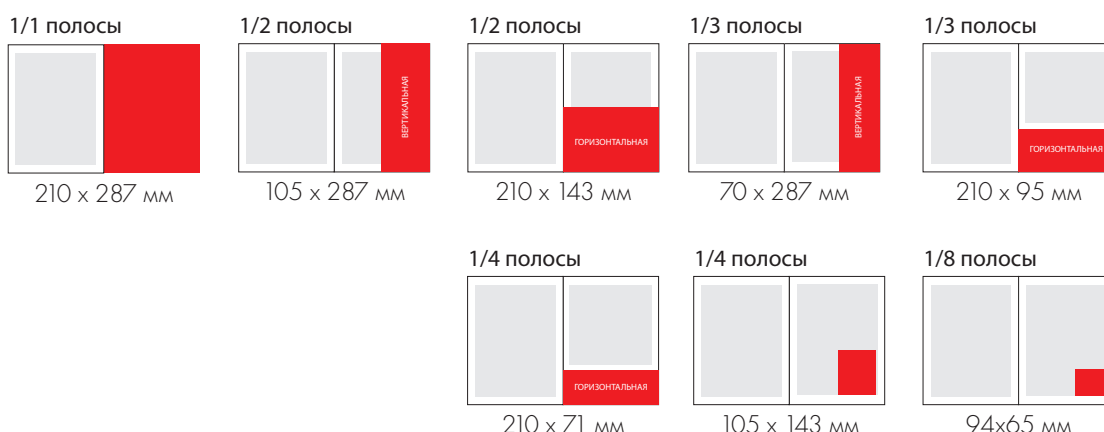 1/1 полосы
1/2 полосы
1/2 полосы
1/3 полосы
1/3 полосы
ВЕРТИКАЛЬНАЯ
ГОРИЗОНТАЛЬНАЯ
ВЕРТИКАЛЬНАЯ
ГОРИЗОНТАЛЬНАЯ
210 x 287 мм
105 x 287 мм
210 x 143 мм
70 x 287 мм
210 x 95 мм
1/4 полосы
1/4 полосы
1/8 полосы
ГОРИЗОНТАЛЬНАЯ
210 x 71 мм
105 x 143 мм
94x65 мм